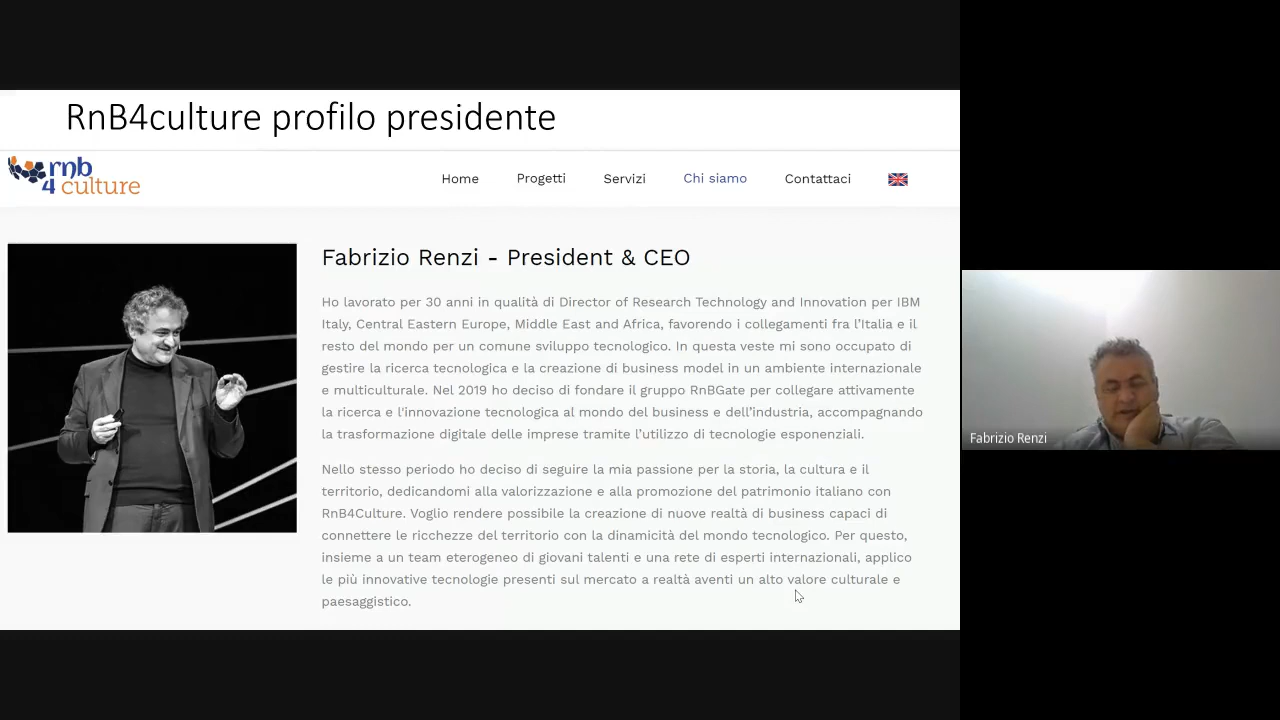 RnB4culture profilo presidente
rnb
4 culture
Home Progetti Servizi Chi siamo Contattaci
Fabrizio Renzi - President & CEO
Ho lavorato per 30 anni in qualità di Director of Research Technology and Innovation per IBM
Italy, Central Eastern Europe, Middle East and Africa, favorendo i collegamenti fra l’Italia e il
resto del mondo per un comune sviluppo tecnologico. In questa veste mi sono occupato di
gestire la ricerca tecnologica e la creazione di business model in un ambiente internazionale
e multiculturale. Nel 2019 ho deciso di fondare il gruppo RnBGate per collegare attivamente
la ricerca e l'innovazione tecnologica al mondo del business e dell’industria, accompagnando
la trasformazione digitale delle imprese tramite l’utilizzo di tecnologie esponenziali.
Nello stesso periodo ho deciso di seguire la mia passione per la storia, la cultura e il
territorio, dedicandomi alla valorizzazione e alla promozione del patrimonio italiano con
RnB4Culture. Voglio rendere possibile la creazione di nuove realtà di business capaci di
connettere le ricchezze del territorio con la dinamicità del mondo tecnologico. Per questo,
insieme a un team eterogeneo di giovani talenti e una rete di esperti internazionali, applico
le più innovative tecnologie presenti sul mercato a realtà aventi un alto valore culturale e
paesaggistico.
Fabrizio Renzi